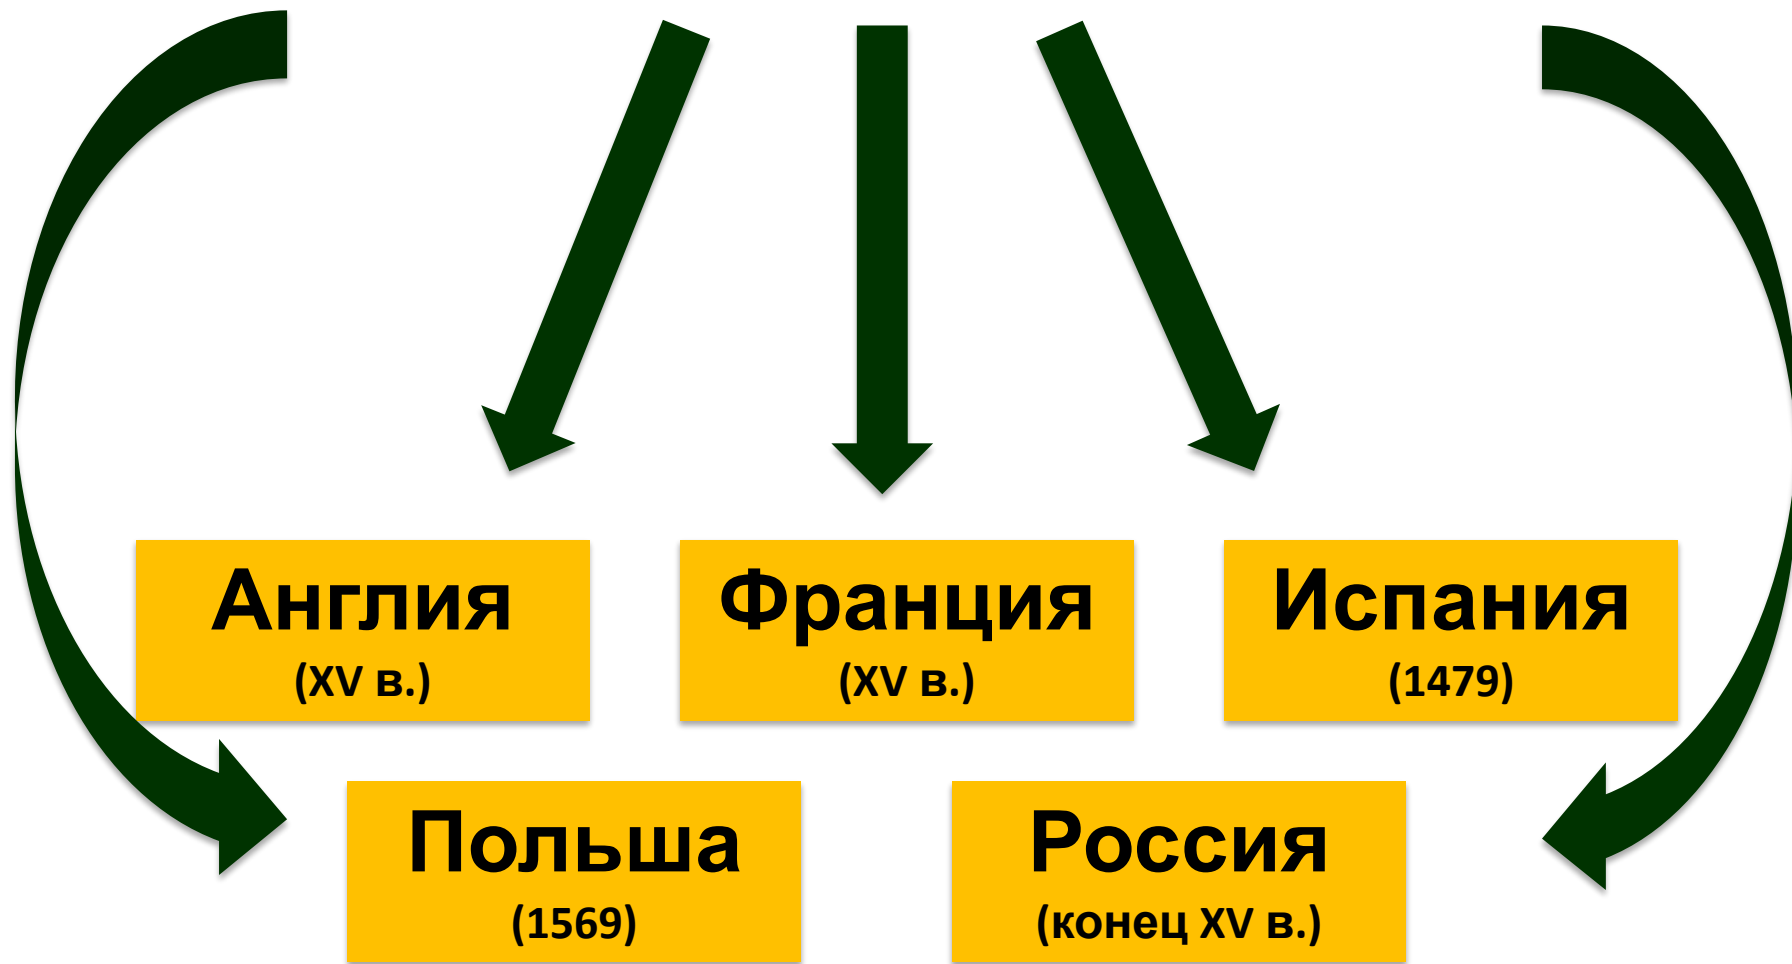 Англия
(XV в.)
Франция
(XV в.)
Испания
(1479)
Польша
(1569)
Россия
(конец XV в.)